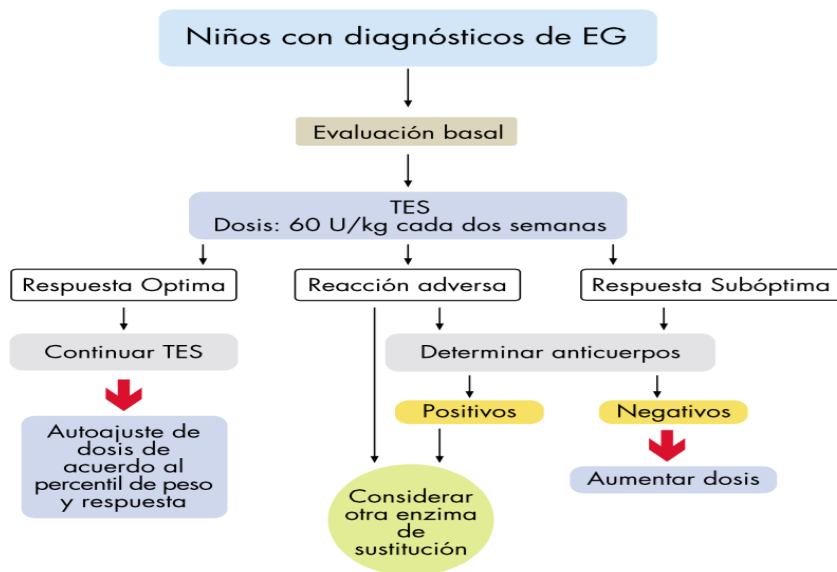 Niños con diagnósticos de EG
Evaluación basal
TES
Dosis: 60 U/kg cada dos semanas
Respuesta Optima
Reacción adversa
Respuesta Subóptima
Continuar TES
Determinar anticuerpos
Positivos
Negativos
Autoajuste de
dosis de
acuerdo al
percentil de peso
y respuesta
Considerar
otra enzima
de
sustitución
Aumentar dosis